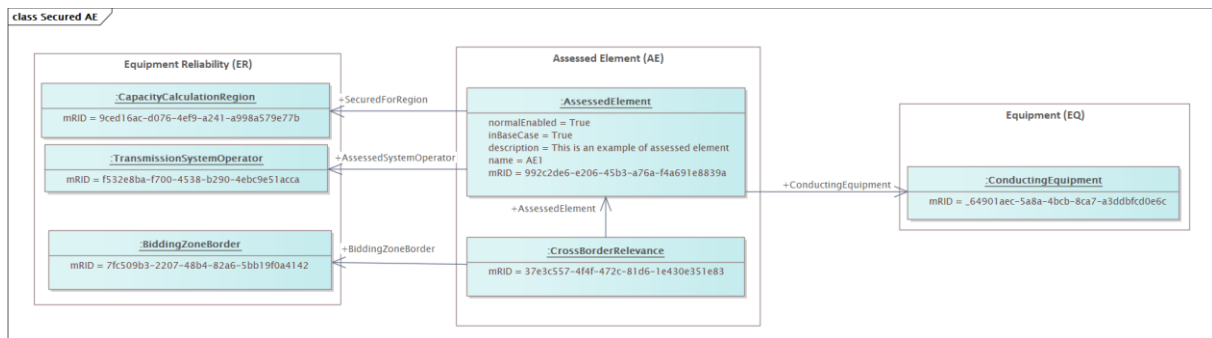 class Secured AE
Equipment Reliability (ER)
:CapacityCalculationRegion
mRID = 9ced16ac-d076-4ef9-a241-a998a579e77b
:TransmissionSystemOperator
mRID = f532e8ba-f700-4538-b290-4ebc9e51acca
:BiddingZoneBorder
mRID = 7fc509b3-2207-48b4-82a6-5bb19f0a4142
+SecuredForRegion
+AssessedSystemOperator
+BiddingZoneBorder
Assessed Element (AE)
:AssessedElement
normalEnabled = True
inBaseCase = True
description = This is an example of assessed element
name = AE1
mRID = 992c2de6-e206-45b3-a76a-f4a691e8839a
+AssessedElement
:CrossBorderRelevance
mRID = 37e3c557-4f4f-472c-81d6-1e430e351e83
+ConductingEquipment
Equipment (EQ)
:ConductingEquipment
mRID = _64901aec-5a8a-4bcb-8ca7-a3ddbfcd0e6c